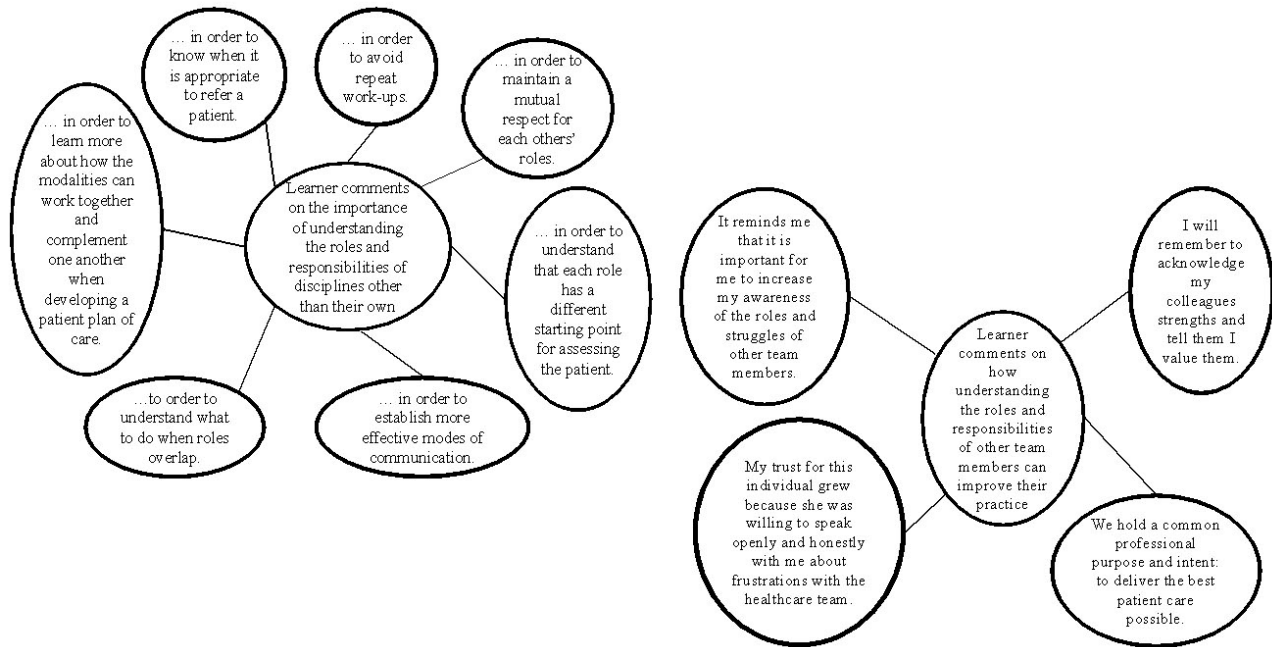 … in order to
know when it
is appropriate
to refer a
patient.
… in order
to avoid
repeat
work-ups.
… in order to
maintain a
mutual
respect for
each others’
roles.
… in order to
learn more
about how the
modalities can
work together
and
complement
one another
when
developing a
patient plan of
care.
Learner comments
on the importance
of understanding
the roles and
responsibilities of
disciplines other
than their own
… in order to
understand
that each role
has a
different
starting point
for assessing
the patient.
…to order to
understand what
to do when roles
overlap.
… in order to
establish more
effective modes of
communication.
It reminds me
that it is
important for
me to increase
my awareness
of the roles and
struggles of
other team
members.
I will
remember to
acknowledge
my
colleagues
strengths and
tell them I
value them.
Learner
comments on
how
understanding
the roles and
responsibilities
of other team
members can
improve their
practice
My trust for this
individual grew
because she was
willing to speak
openly and honestly
with me about
frustrations with the
healthcare team.
We hold a common
professional
purpose and intent:
to deliver the best
patient care
possible.